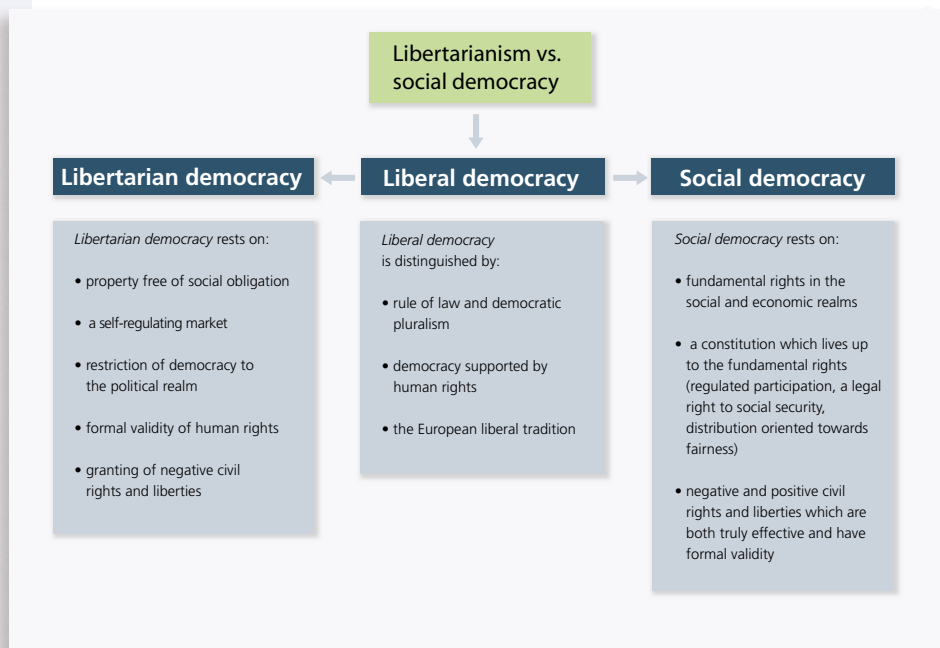 Libertarianism vs.
social democracy
Libertarian democracy
Liberal democracy
Social democracy
Libertarian democracy rests on:
• property free of social obligation
• a self-regulating market
• restriction of democracy to
the political realm
• formal validity of human rights
• granting of negative civil
rights and liberties
Liberal democracy
is distinguished by:
• rule of law and democratic
pluralism
• democracy supported by
human rights
• the European liberal tradition
Social democracy rests on:
• fundamental rights in the
social and economic realms
• a constitution which lives up
to the fundamental rights
(regulated participation, a legal
right to social security,
distribution oriented towards
fairness)
• negative and positive civil
rights and liberties which are
both truly effective and have
formal validity